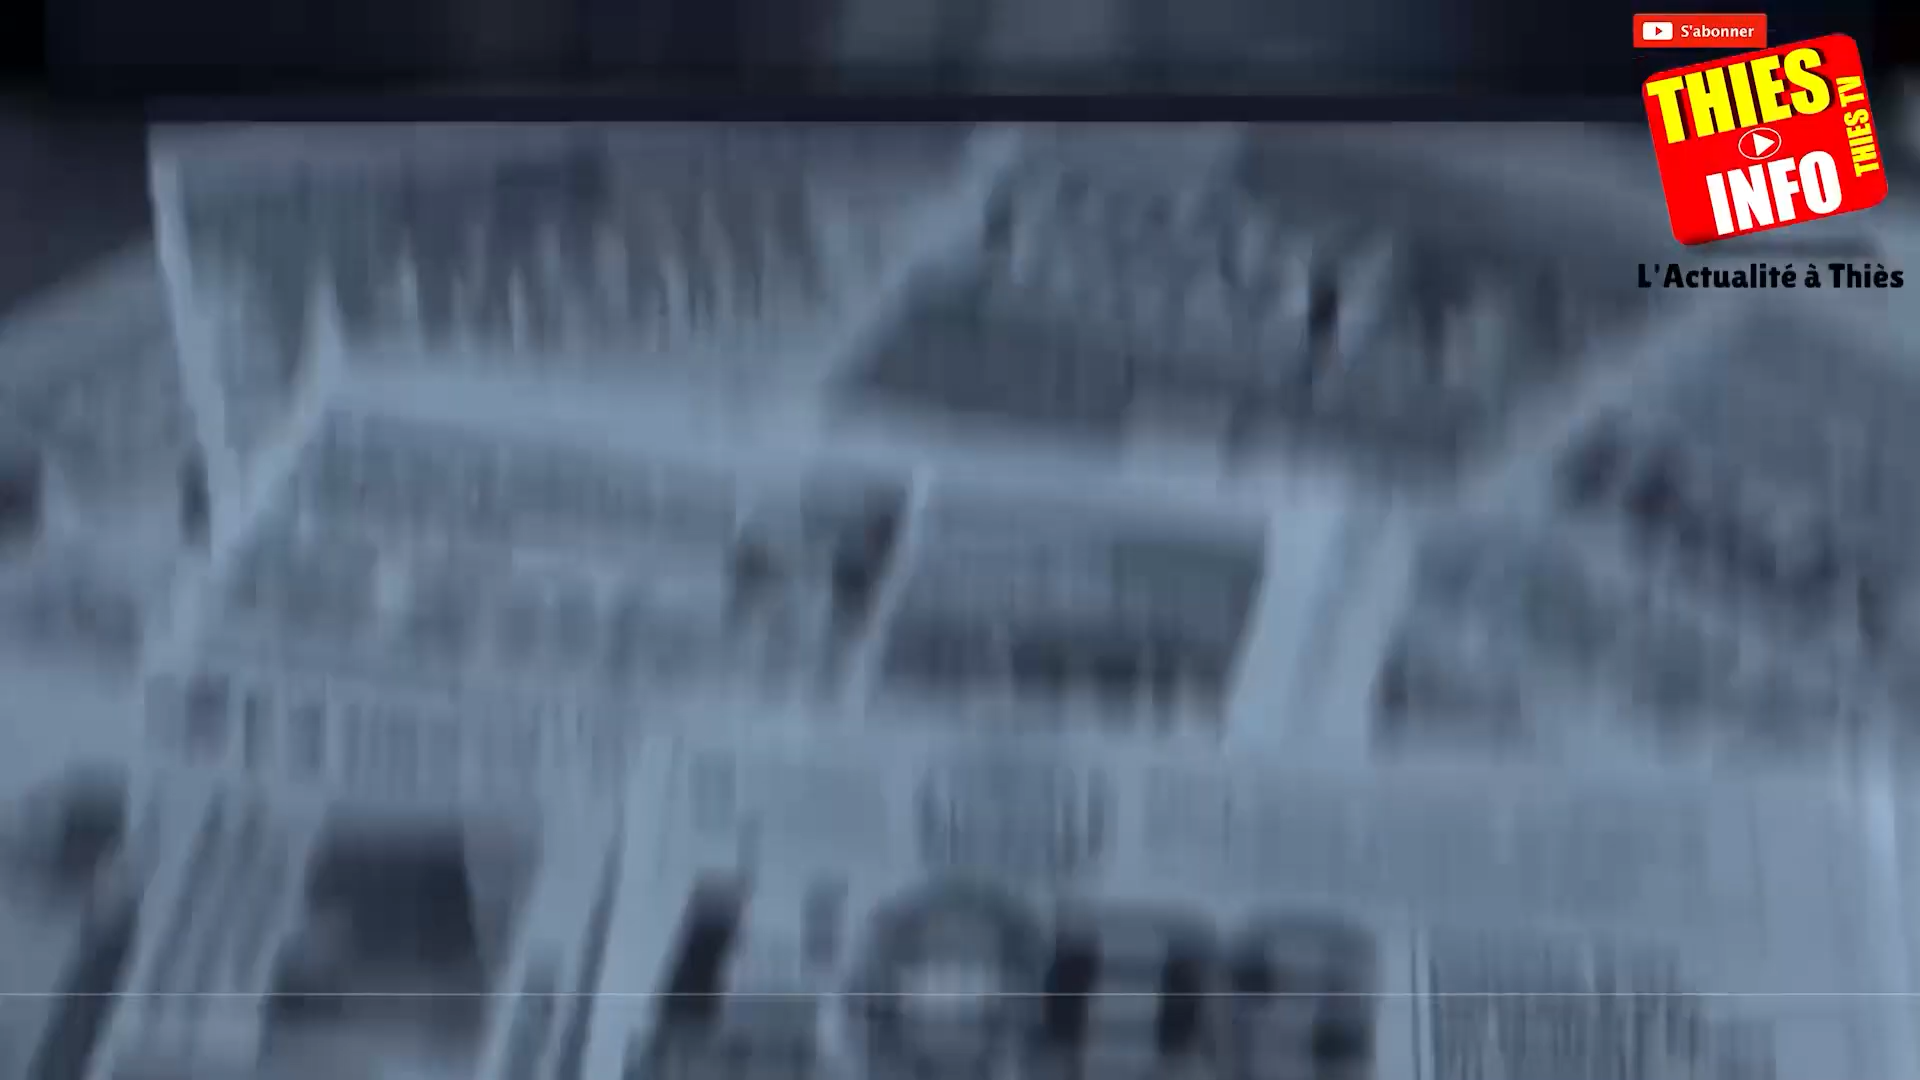 S'abonner
THIES
INFO
THIES TV
L'Actualité à Thiès